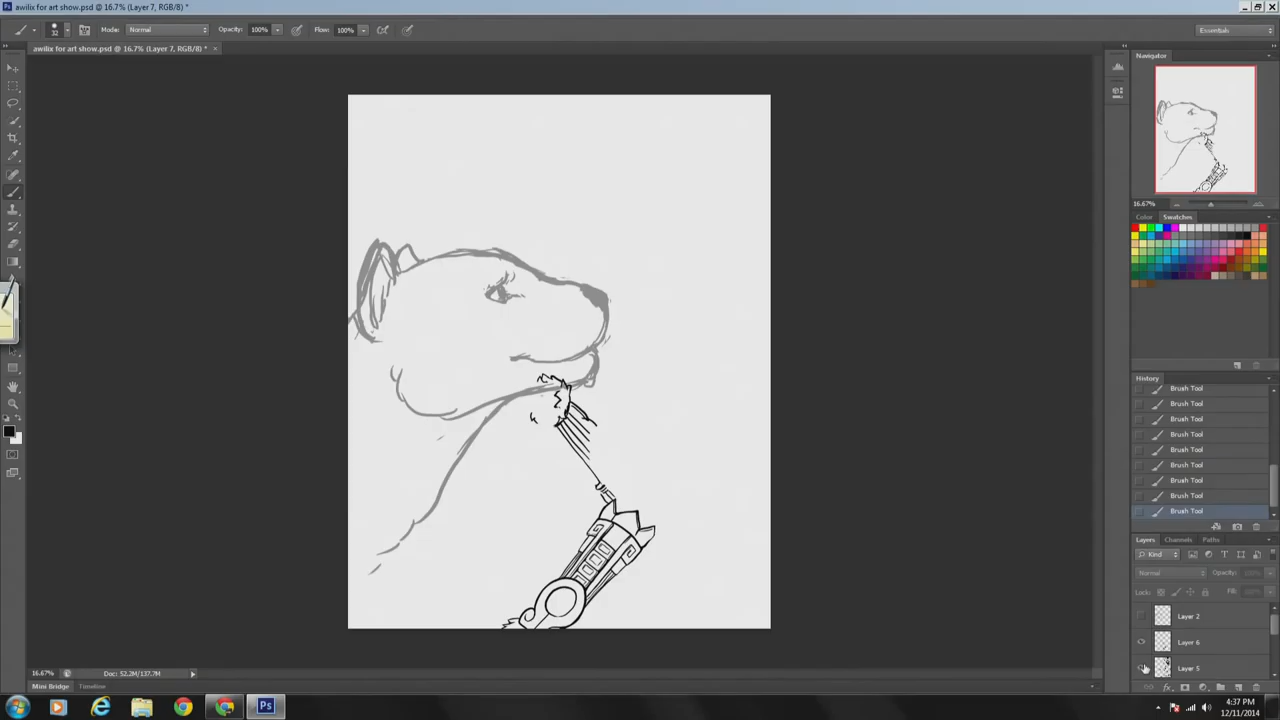 awilix for art show.psd @ 16.7% (Layer 7, RGB/8) *
32 Mode: Normal Opacity: 100% Flow: 100% Essentials
awilix for art show.psd @ 16.7% (Layer 7, RGB/8) * ×
Navigator
16.67%
Color Swatches
History
Brush Tool
Brush Tool
Brush Tool
Brush Tool
Brush Tool
Brush Tool
Brush Tool
Brush Tool
Brush Tool
Layers Channels Paths
Kind
Normal Opacity: 100%
Lock: Fill: 100%
Layer 2
Layer 6
Layer 5
16.67% Doc: 52.2M/137.7M
Mini Bridge Timeline
Ps
4:37 PM
12/11/2014